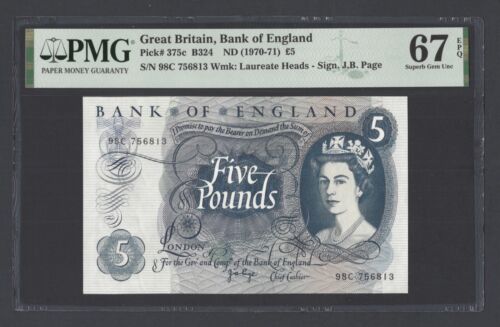 PMG
PAPER MONEY GUARANTY
Great Britain, Bank of England
Pick# 375c B324 ND (1970-71) £5
S/N 98C 756813 Wmk: Laureate Heads - Sign. J.B. Page
67 EPQ
Superb Gem Unc
BANK OF ENGLAND
I Promise to pay the Bearer on Demand the Sum of
5
98C 756813
Five
Pounds
LONDON
For the Gov:r and Comp:a of the Bank of England
5
Chief Cashier
98C 756813